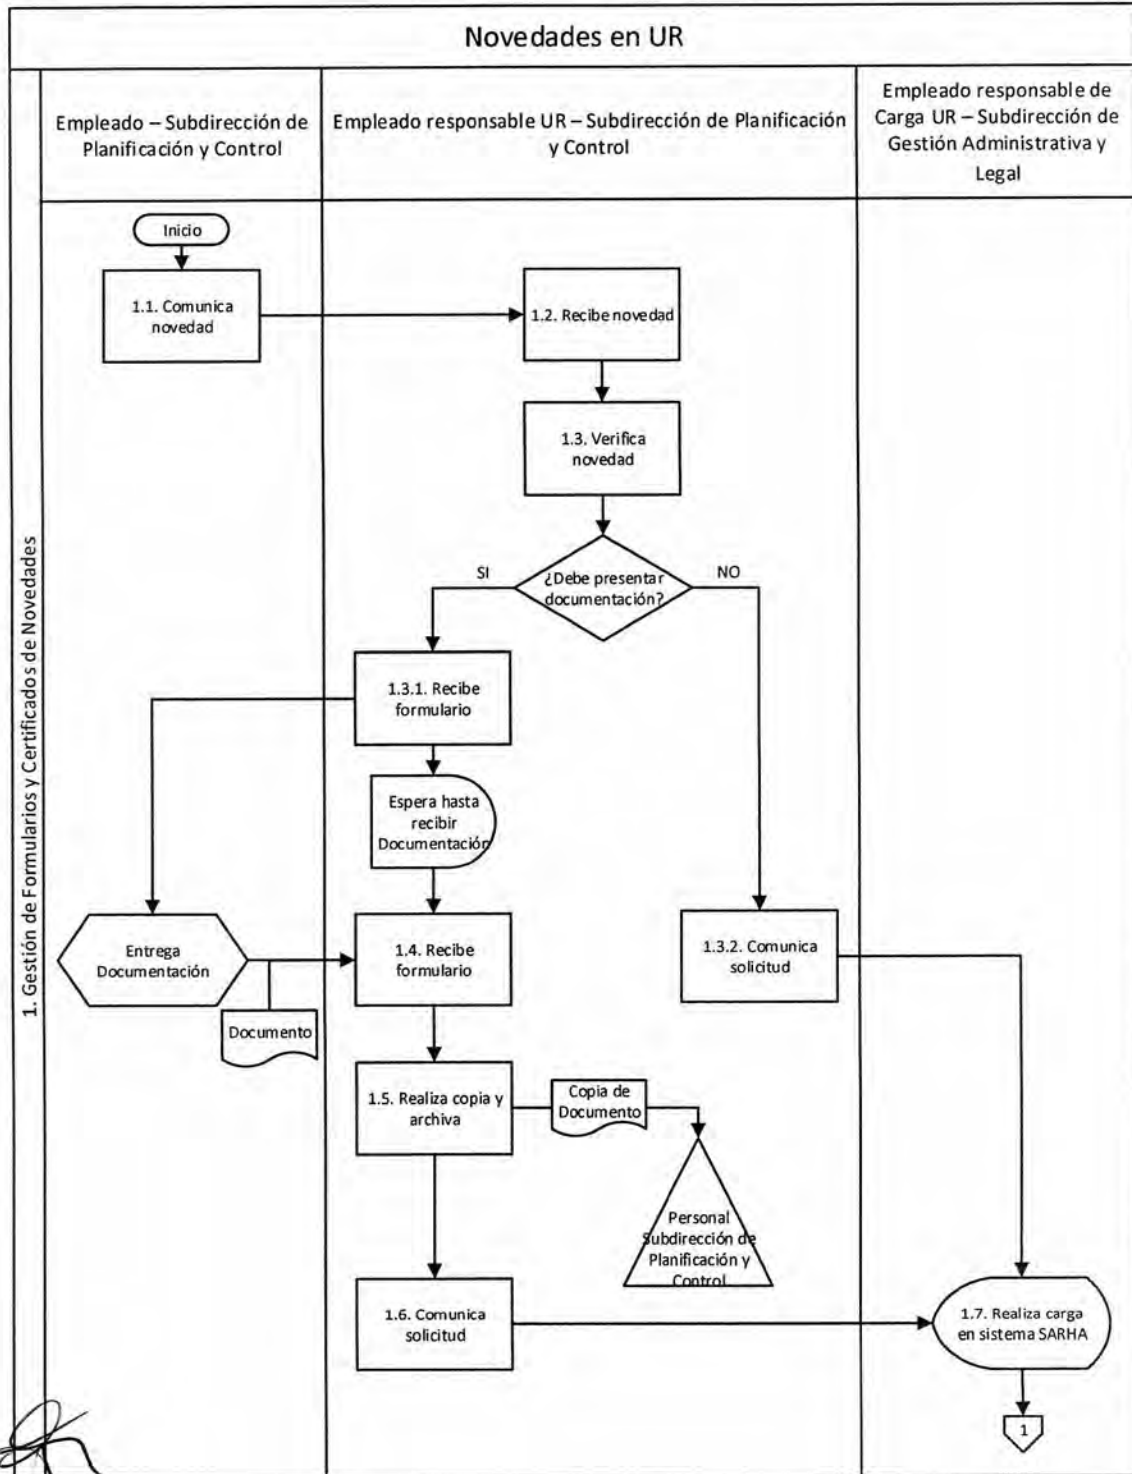 Novedades en UR
Empleado – Subdirección de
Planificación y Control
Empleado responsable UR – Subdirección de Planificación
y Control
Empleado responsable de
Carga UR – Subdirección de
Gestión Administrativa y
Legal
1. Gestión de Formularios y Certificados de Novedades
Inicio
1.1. Comunica
novedad
1.2. Recibe novedad
1.3. Verifica
novedad
¿Debe presentar
documentación?
SI
NO
1.3.1. Recibe
formulario
Espera hasta
recibir
Documentación
Entrega
Documentación
Documento
1.4. Recibe
formulario
1.3.2. Comunica
solicitud
1.5. Realiza copia y
archiva
Copia de
Documento
Personal
Subdirección de
Planificación y
Control
1.6. Comunica
solicitud
1.7. Realiza carga
en sistema SARHA
1